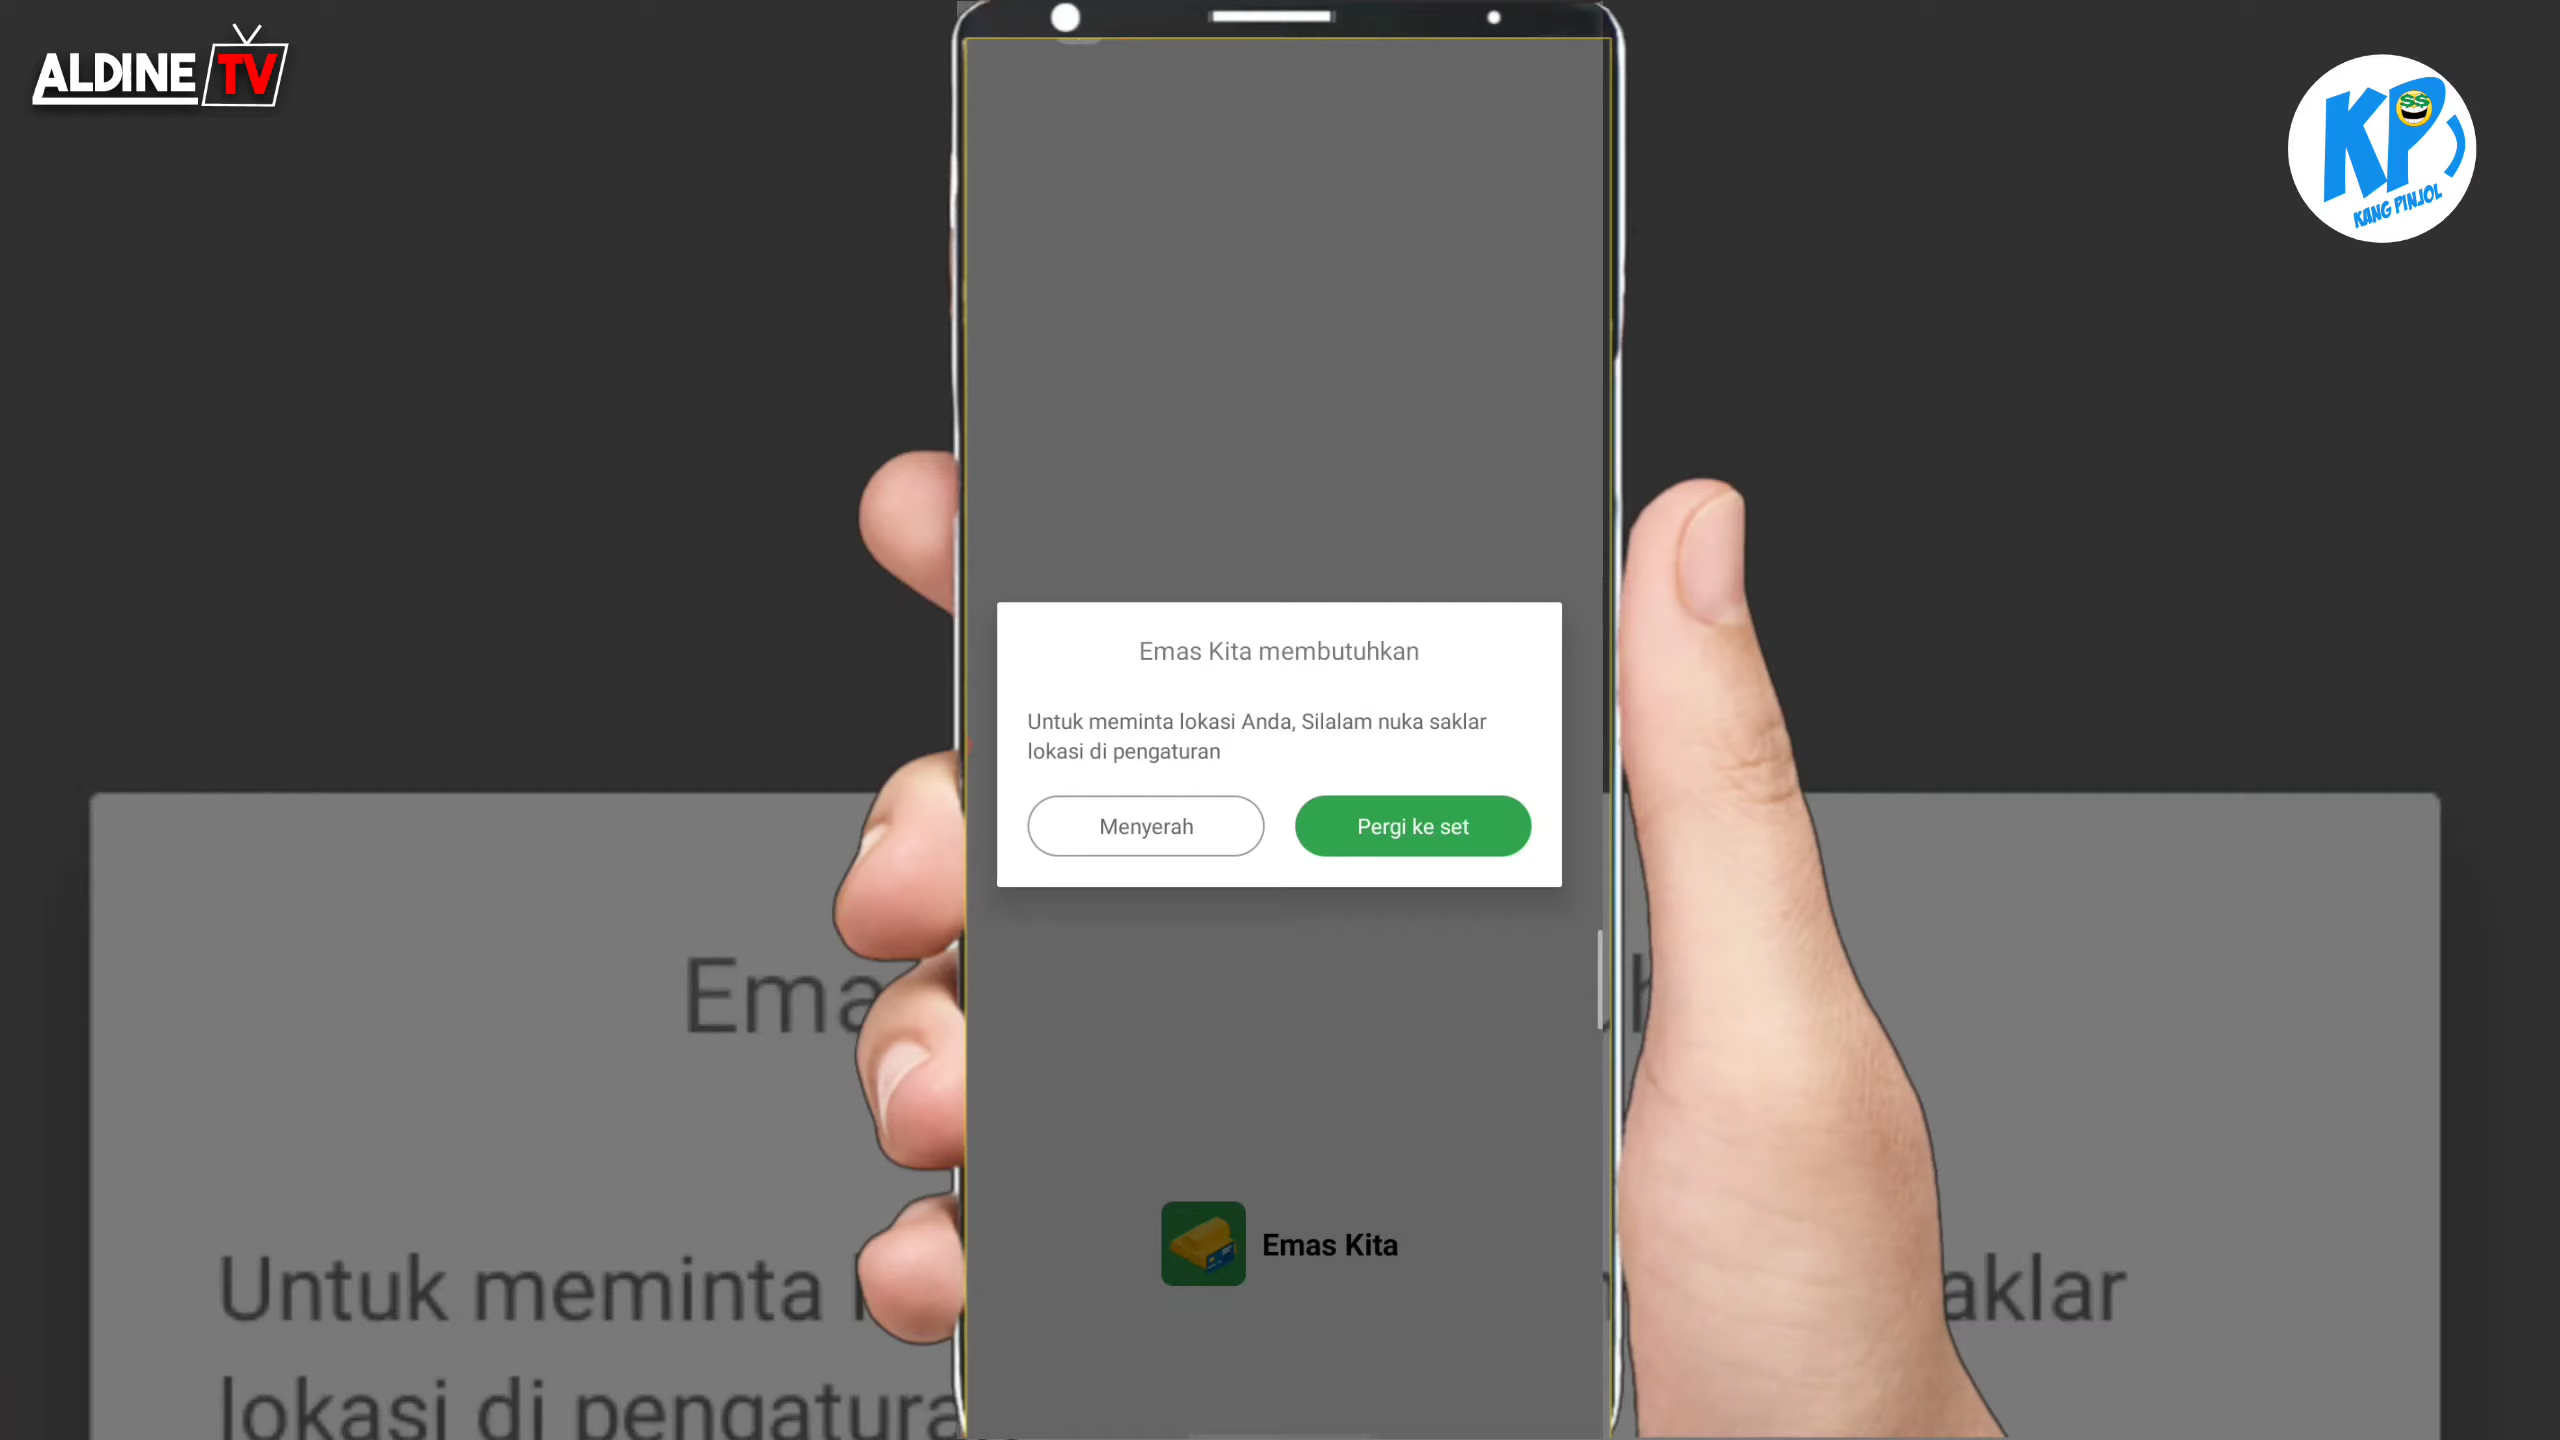 ALDINE TV
KP
KANG PINJOL
Emas Kita membutuhkan
Untuk meminta lokasi Anda, Silalam nuka saklar
lokasi di pengaturan
Menyerah
Pergi ke set
Emas Kita
Ema
Untuk meminta
aklar
lokasi di pengatura